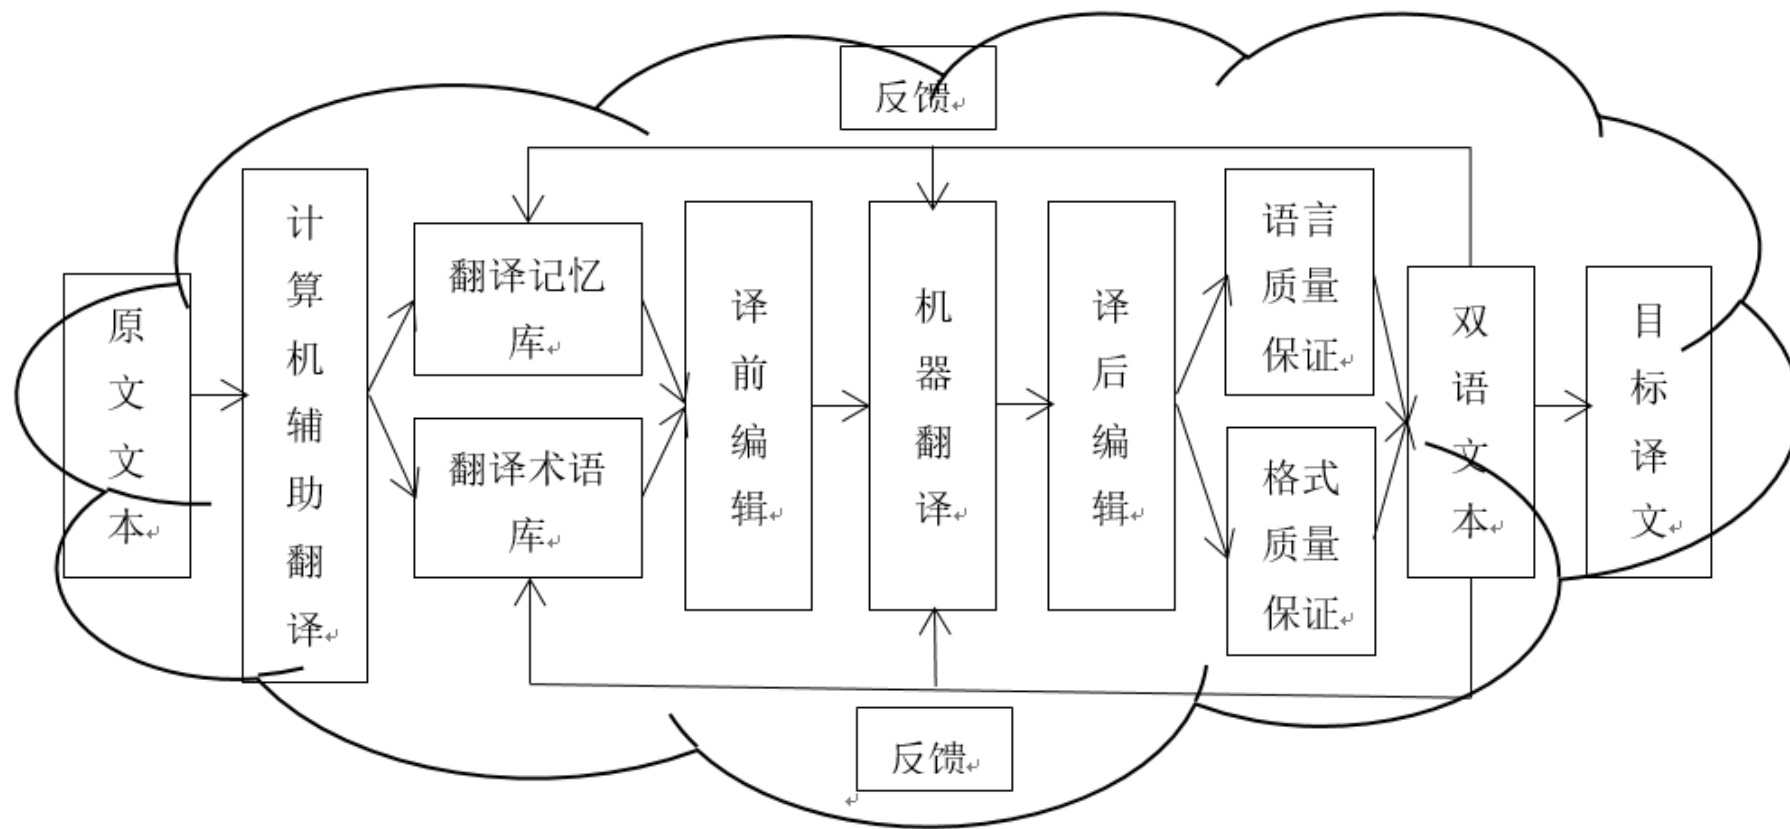 反馈
原文文本
计算机辅助翻译
翻译记忆
库
翻译术语
库
译前编辑
机器翻译
译后编辑
语言
质量
保证
格式
质量
保证
双语文本
目标译文
反馈